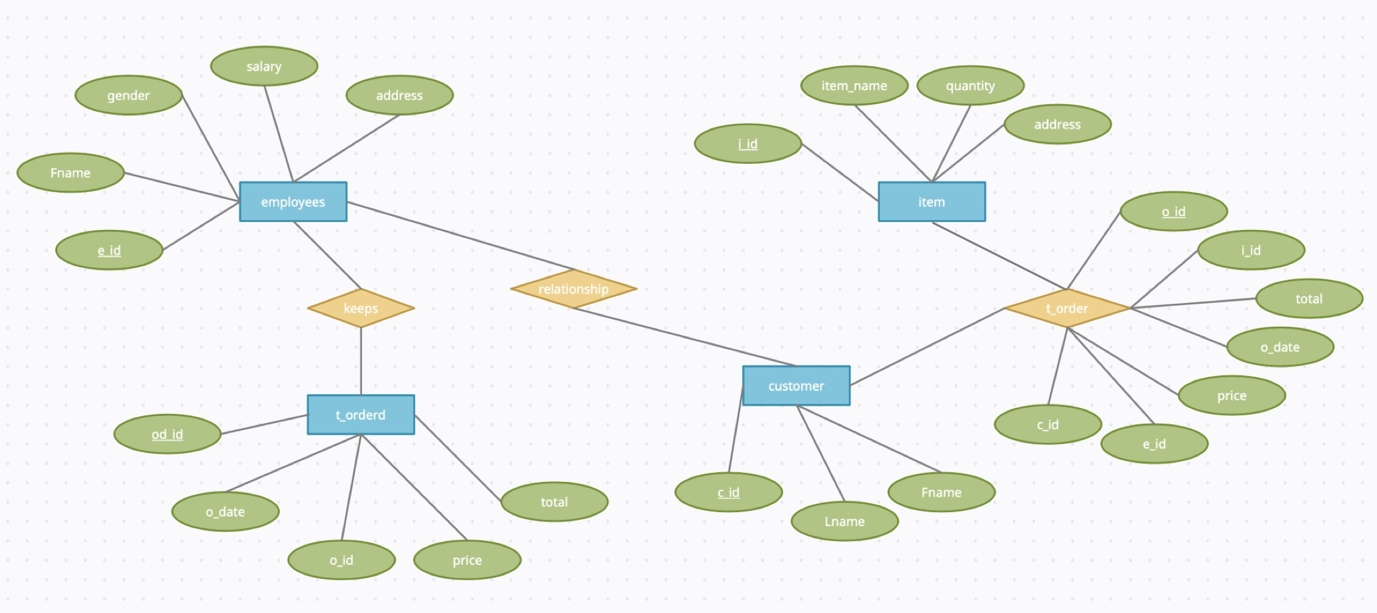 salary
gender
address
Fname
employees
e_id
keeps
relationship
t_orderd
od_id
o_date
o_id
price
total
item_name
quantity
address
i_id
item
o_id
i_id
total
t_order
o_date
price
c_id
e_id
customer
c_id
Lname
Fname